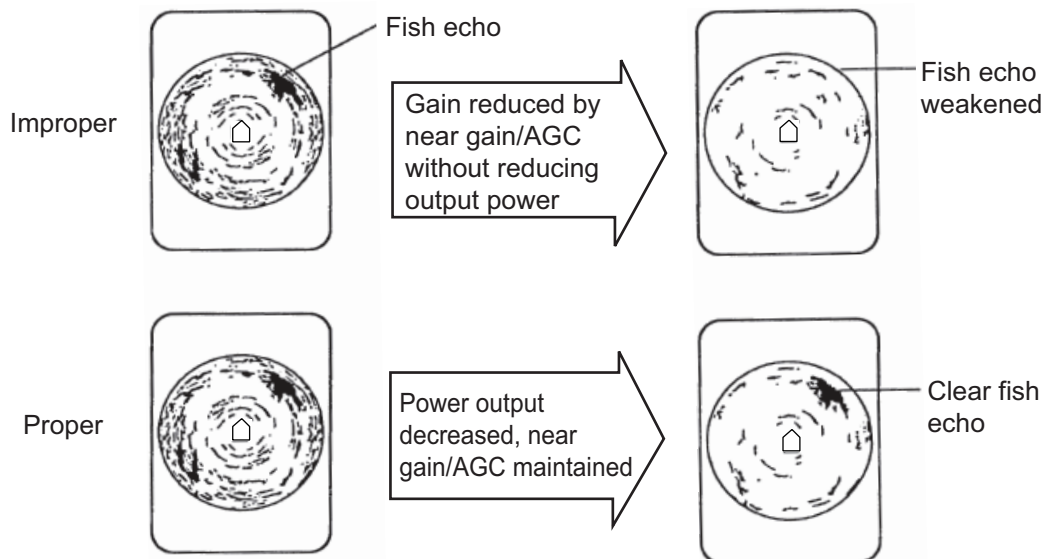 Fish echo
Improper
Gain reduced by
near gain/AGC
without reducing
output power
Fish echo
weakened
Proper
Power output
decreased, near
gain/AGC maintained
Clear fish
echo